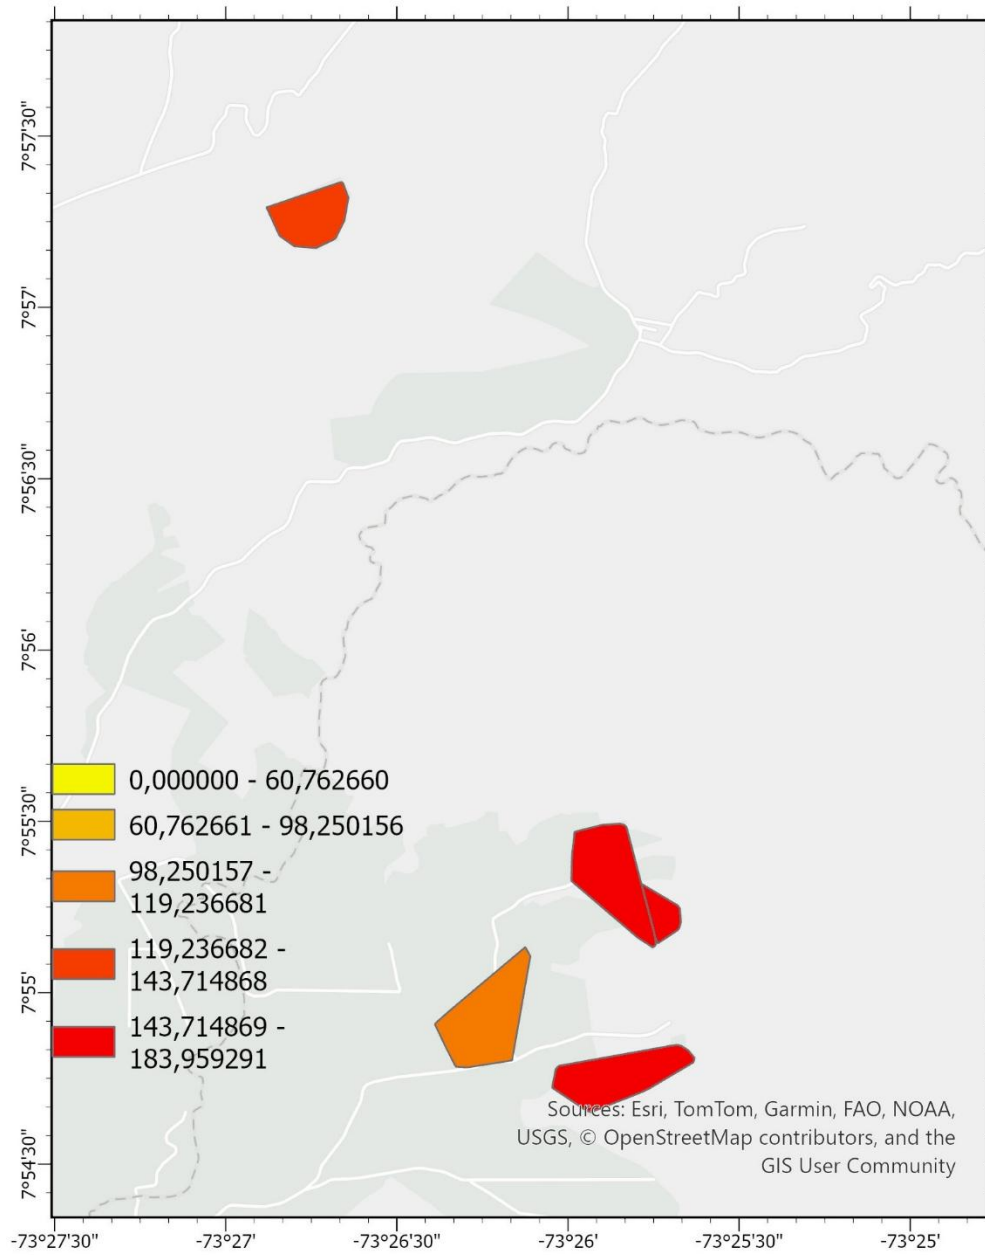 7°57'30"
7°57'
7°56'30"
7°56'
7°55'30"
7°55'
7°54'30"
0,000000 - 60,762660
60,762661 - 98,250156
98,250157 -
119,236681
119,236682 -
143,714868
143,714869 -
183,959291
Sources: Esri, TomTom, Garmin, FAO, NOAA,
USGS, © OpenStreetMap contributors, and the
GIS User Community
-73°27'30" -73°27' -73°26'30" -73°26' -73°25'30" -73°25'